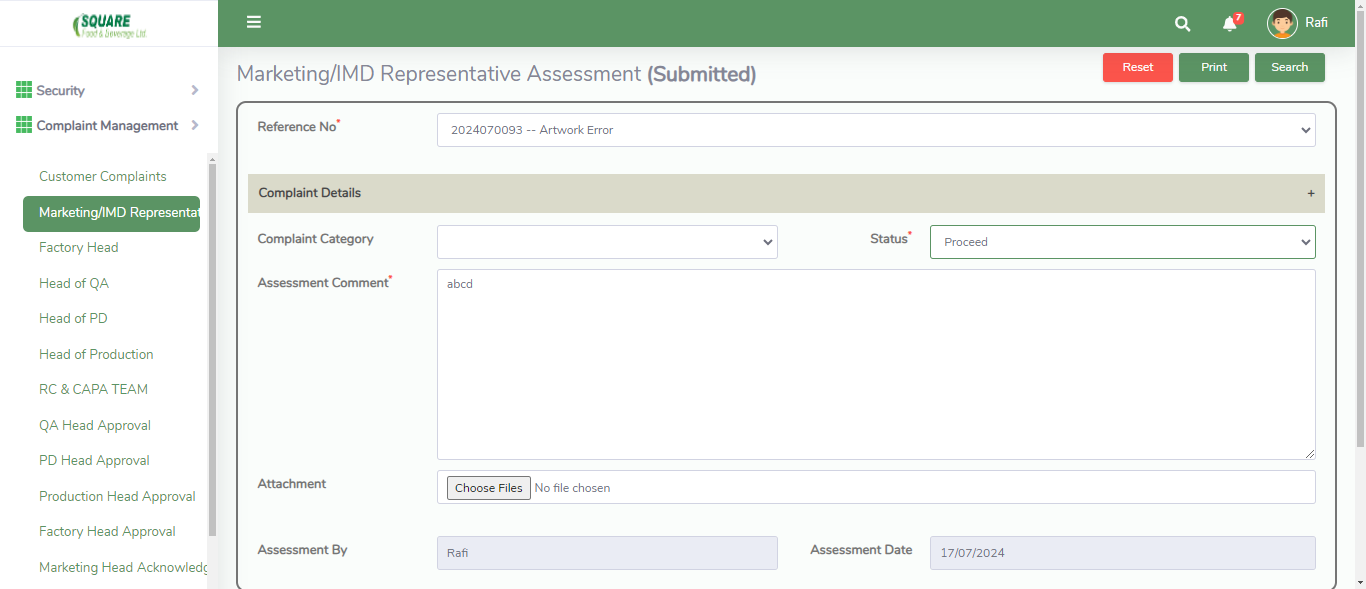 SQUARE
Food & Beverage Ltd.
7
Rafi
Security
Complaint Management
Customer Complaints
Marketing/IMD Representat
Factory Head
Head of QA
Head of PD
Head of Production
RC & CAPA TEAM
QA Head Approval
PD Head Approval
Production Head Approval
Factory Head Approval
Marketing Head Acknowledg
Marketing/IMD Representative Assessment (Submitted)
Reset
Print
Search
Reference No*
2024070093 -- Artwork Error
Complaint Details +
Complaint Category
Status*
Proceed
Assessment Comment*
abcd
Attachment
Choose Files No file chosen
Assessment By
Rafi
Assessment Date
17/07/2024